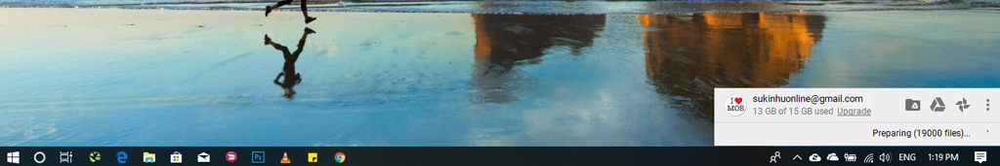 I ❤ MOS
sukinhuonline@gmail.com
13 GB of 15 GB used Upgrade
Preparing (19000 files)...
Ps
ENG 1:19 PM